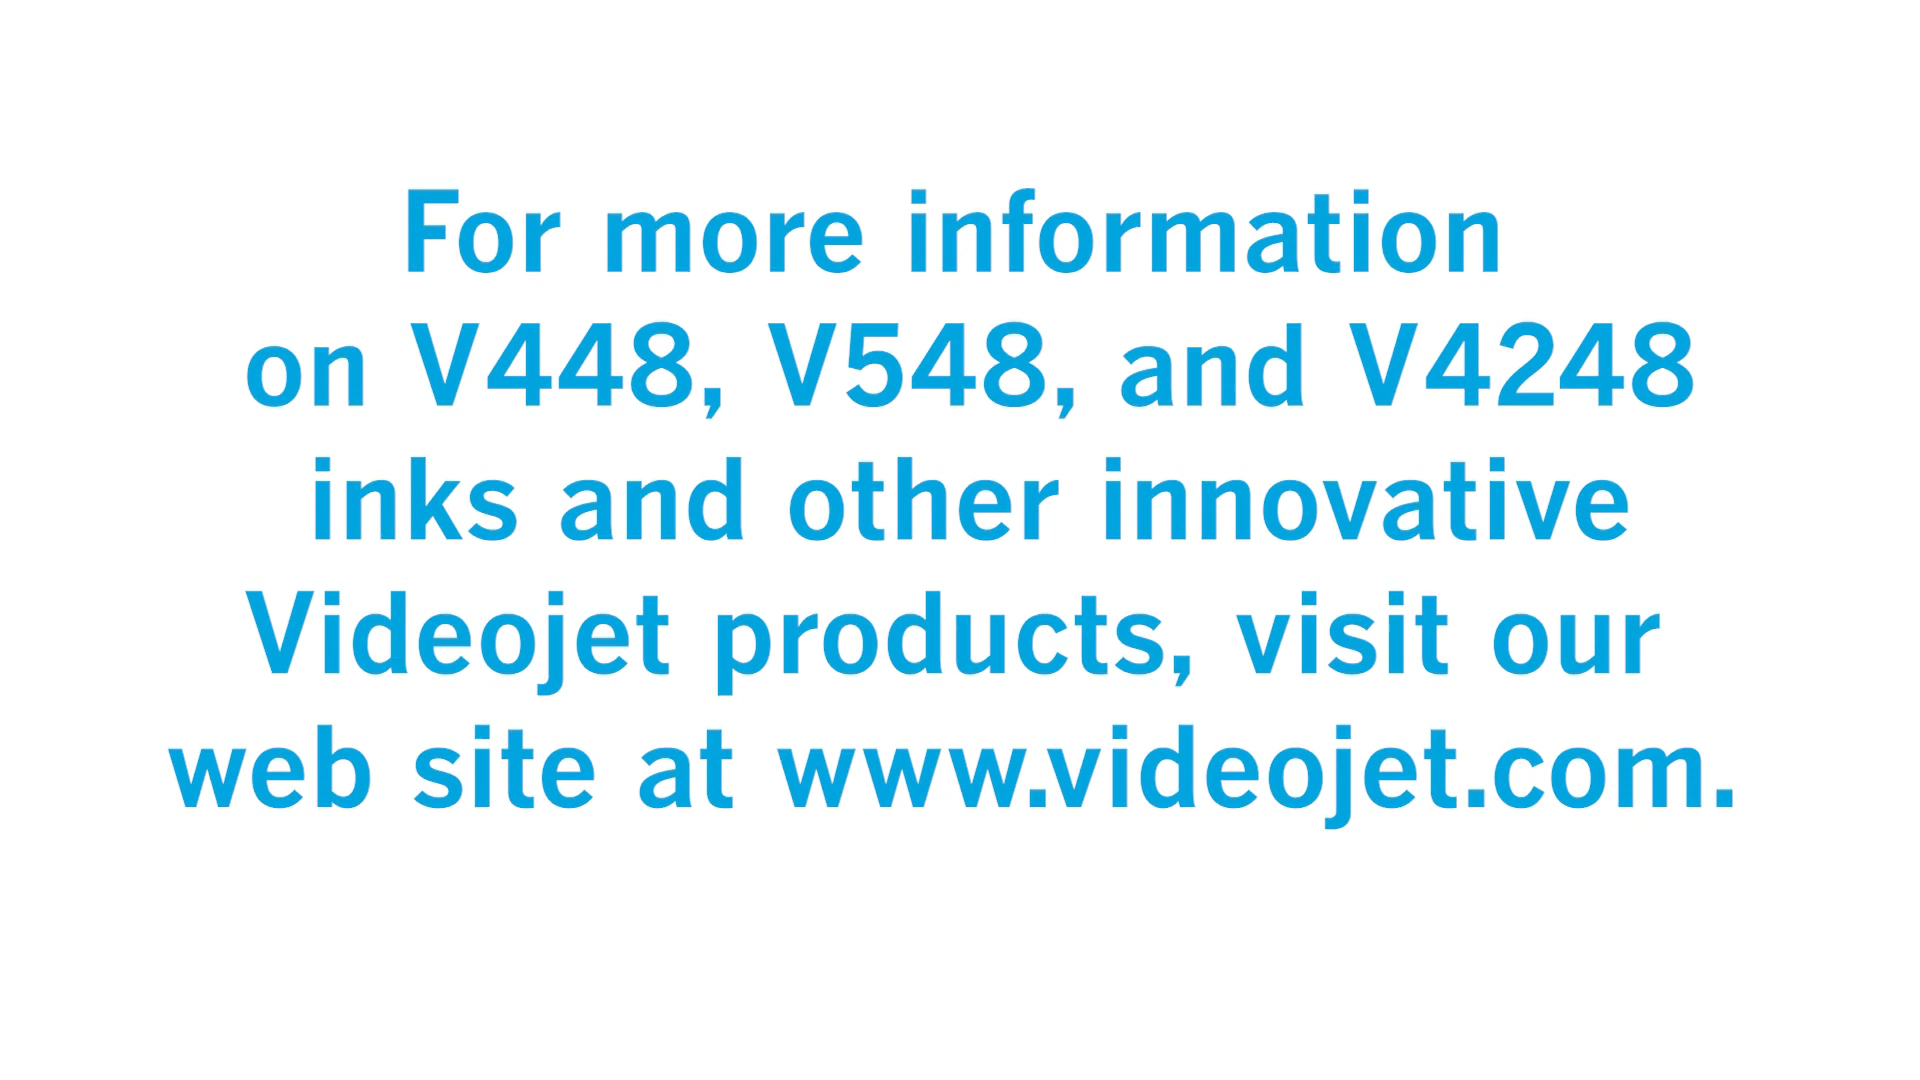 For more information
on V448, V548, and V4248
inks and other innovative
Videojet products, visit our
web site at www.videojet.com.